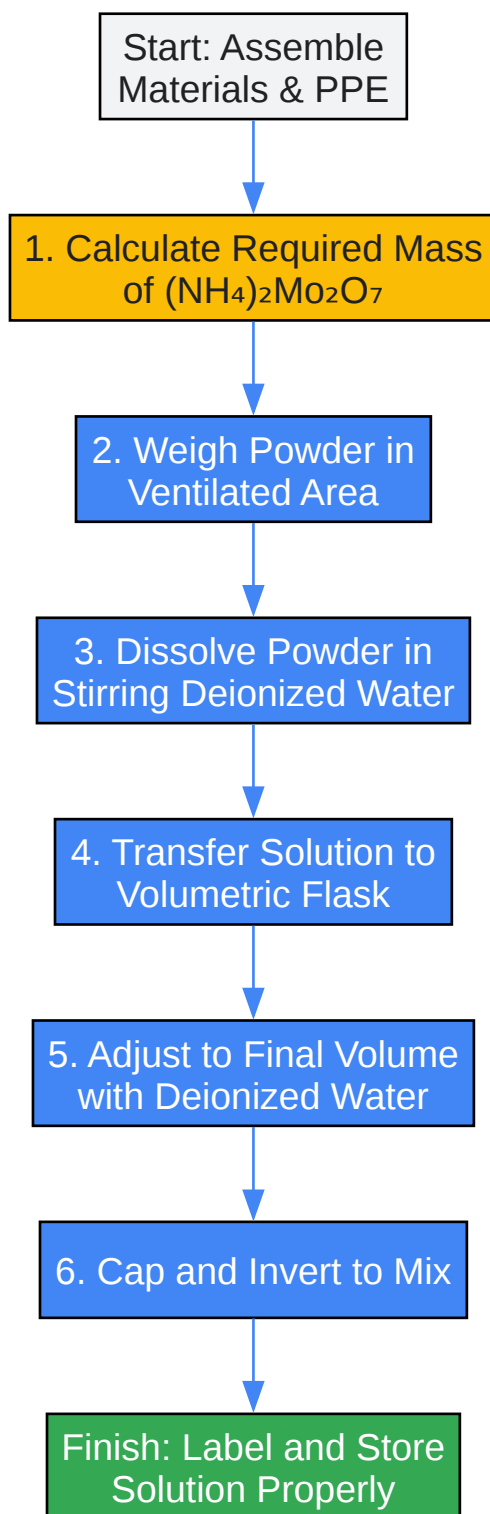 Start: Assemble
Materials & PPE
1. Calculate Required Mass
of (NH₄)₂Mo₂O₇
2. Weigh Powder in
Ventilated Area
3. Dissolve Powder in
Stirring Deionized Water
4. Transfer Solution to
Volumetric Flask
5. Adjust to Final Volume
with Deionized Water
6. Cap and Invert to Mix
Finish: Label and Store
Solution Properly